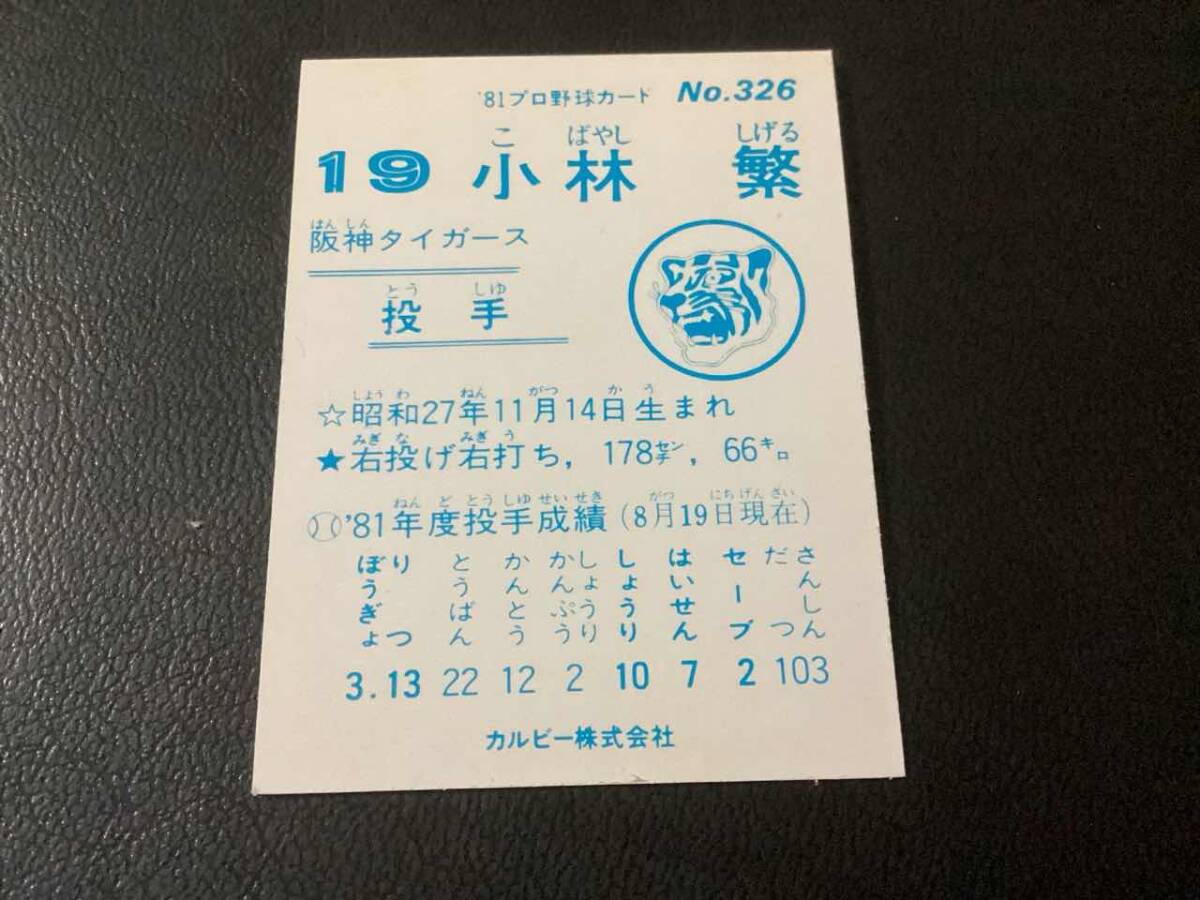 '81プロ野球カード No.326
こ ばやし しげる
19 小林 繁
はん しん
阪神タイガース
とう しゆ
投手
しよう わ ねん がつ か う
☆昭和27年11月14日生まれ
みぎ な みぎ う
★右投げ右打ち, 178センチ, 66キロ
ねん ど とう しゆ せい せき がつ にち げん ざい
'81年度投手成績(8月19日現在)
ぼうぎょりつ とうばん かんとう かんぷうしょうり しょうり はいせん セーブ だつさんしん
3.13 22 12 2 10 7 2 103
カルビー株式会社